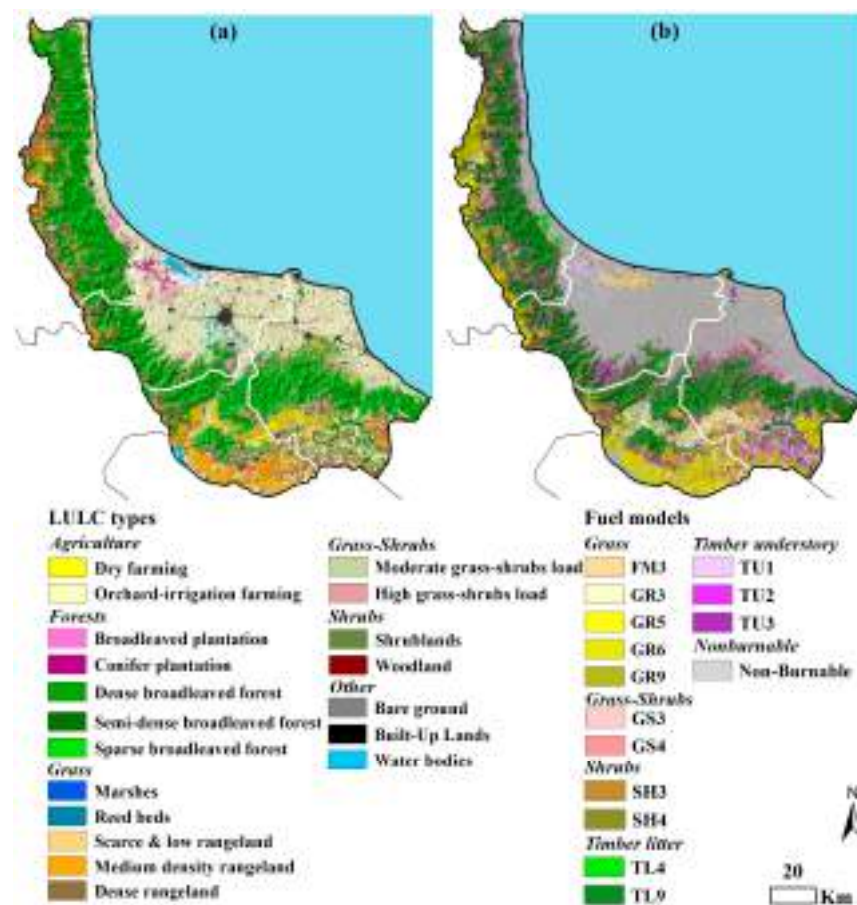 (a)
(b)
LULC types
Agriculture
Dry farming
Orchard-irrigation farming
Forests
Broadleaved plantation
Conifer plantation
Dense broadleaved forest
Semi-dense broadleaved forest
Sparse broadleaved forest
Grass
Marshes
Reed beds
Scarce & low rangeland
Medium density rangeland
Dense rangeland
Grass-Shrubs
Moderate grass-shrubs load
High grass-shrubs load
Shrubs
Shrublands
Woodland
Other
Bare ground
Built-Up Lands
Water bodies
Fuel models
Grass
FM3
GR3
GR5
GR6
GR9
Grass-Shrubs
GS3
GS4
Shrubs
SH3
SH4
Timber litter
TL4
TL9
Timber understory
TU1
TU2
TU3
Nonburnable
Non-Burnable
N
20
Km